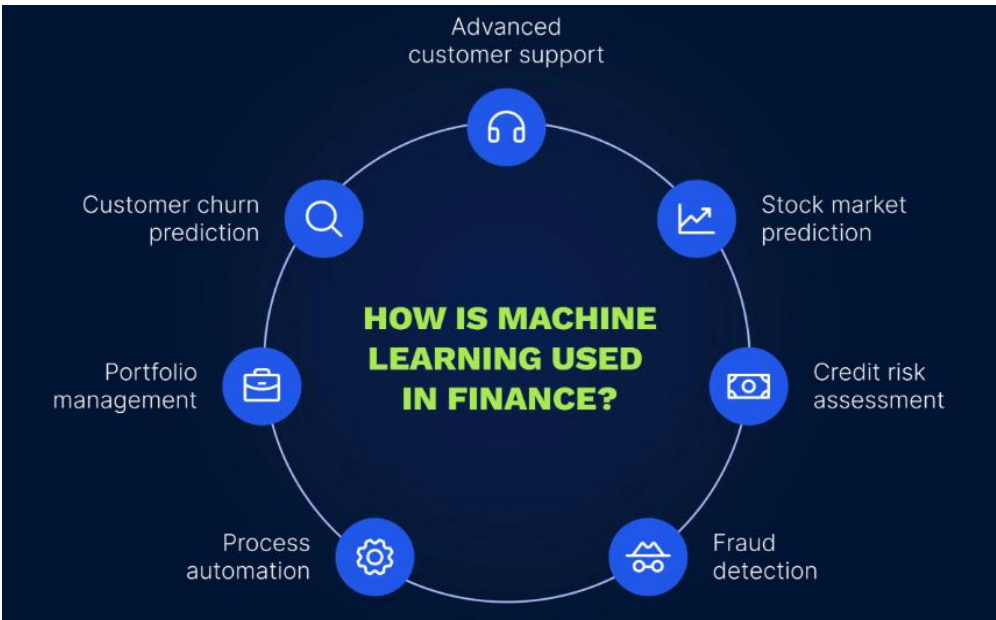 Advanced
customer support
Customer churn
prediction
Stock market
prediction
HOW IS MACHINE
LEARNING USED
IN FINANCE?
Portfolio
management
Credit risk
assessment
Process
automation
Fraud
detection